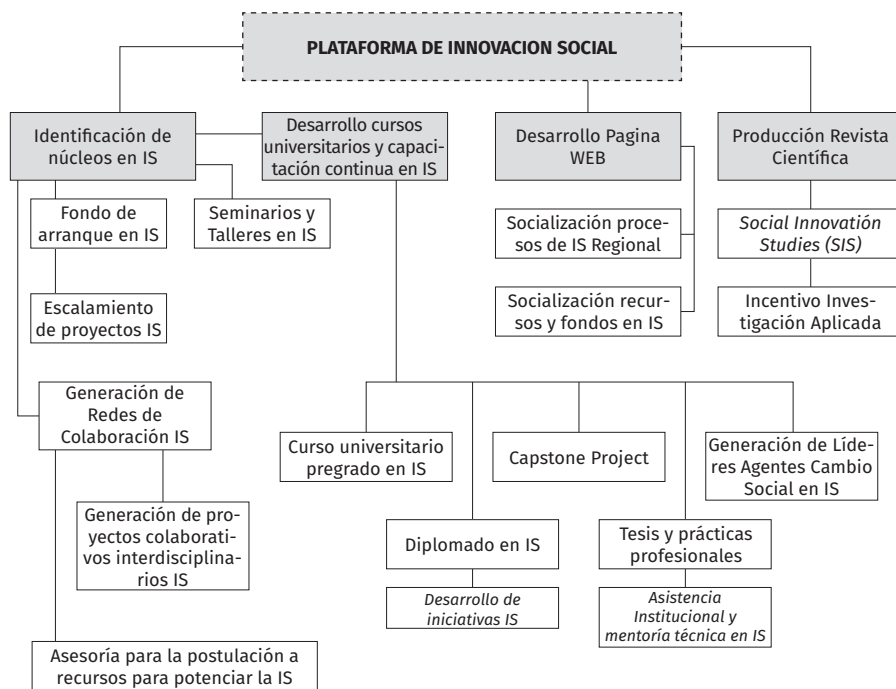 PLATAFORMA DE INNOVACION SOCIAL
Identificación de
núcleos en IS
Desarrollo cursos
universitarios y capaci-
tación continua en IS
Desarrollo Pagina
WEB
Producción Revista
Científica
Fondo de
arranque en IS
Seminarios y
Talleres en IS
Socialización proce-
sos de IS Regional
Social Innovatión
Studies (SIS)
Escalamiento
de proyectos IS
Socialización recur-
sos y fondos en IS
Incentivo Inves-
tigación Aplicada
Generación de
Redes de
Colaboración IS
Curso universitario
pregrado en IS
Capstone Project
Generación de Líde-
res Agentes Cambio
Social en IS
Generación de pro-
yectos colaborati-
vos interdisciplina-
rios IS
Diplomado en IS
Tesis y prácticas
profesionales
Desarrollo de
iniciativas IS
Asistencia
Institucional y
mentoría técnica en IS
Asesoría para la postulación a
recursos para potenciar la IS